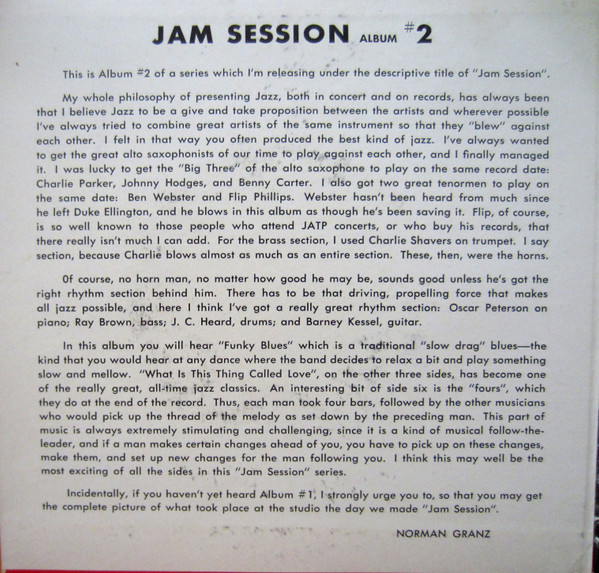 JAM SESSION ALBUM #2
This is Album #2 of a series which I'm releasing under the descriptive title of "Jam Session".
My whole philosophy of presenting Jazz, both in concert and on records, has always been
that I believe Jazz to be a give and take proposition between the artists and wherever possible
I've always tried to combine great artists of the same instrument so that they "blew" against
each other. I felt in that way you often produced the best kind of jazz. I've always wanted
to get the great alto saxophonists of our time to play against each other, and I finally managed
it. I was lucky to get the "Big Three" of the alto saxophone to play on the same record date:
Charlie Parker, Johnny Hodges, and Benny Carter. I also got two great tenormen to play on
the same date: Ben Webster and Flip Phillips. Webster hasn't been heard from much since
he left Duke Ellington, and he blows in this album as though he's been saving it. Flip, of course,
is so well known to those people who attend JATP concerts, or who buy his records, that
there really isn't much I can add. For the brass section, I used Charlie Shavers on trumpet. I say
section, because Charlie blows almost as much as an entire section. These, then, were the horns.
Of course, no horn man, no matter how good he may be, sounds good unless he's got the
right rhythm section behind him. There has to be that driving, propelling force that makes
all jazz possible, and here I think I've got a really great rhythm section: Oscar Peterson on
piano; Ray Brown, bass; J. C. Heard, drums; and Barney Kessel, guitar.
In this album you will hear "Funky Blues" which is a traditional "slow drag" blues—the
kind that you would hear at any dance where the band decides to relax a bit and play something
slow and mellow. "What Is This Thing Called Love", on the other three sides, has become one
of the really great, all-time jazz classics. An interesting bit of side six is the "fours", which
they do at the end of the record. Thus, each man took four bars, followed by the other musicians
who would pick up the thread of the melody as set down by the preceding man. This part of
music is always extremely stimulating and challenging, since it is a kind of musical follow-the-
leader, and if a man makes certain changes ahead of you, you have to pick up on these changes,
make them, and set up new changes for the man following you. I think this may well be the
most exciting of all the sides in this "Jam Session" series.
Incidentally, if you haven't yet heard Album #1, I strongly urge you to, so that you may get
the complete picture of what took place at the studio the day we made "Jam Session".
NORMAN GRANZ